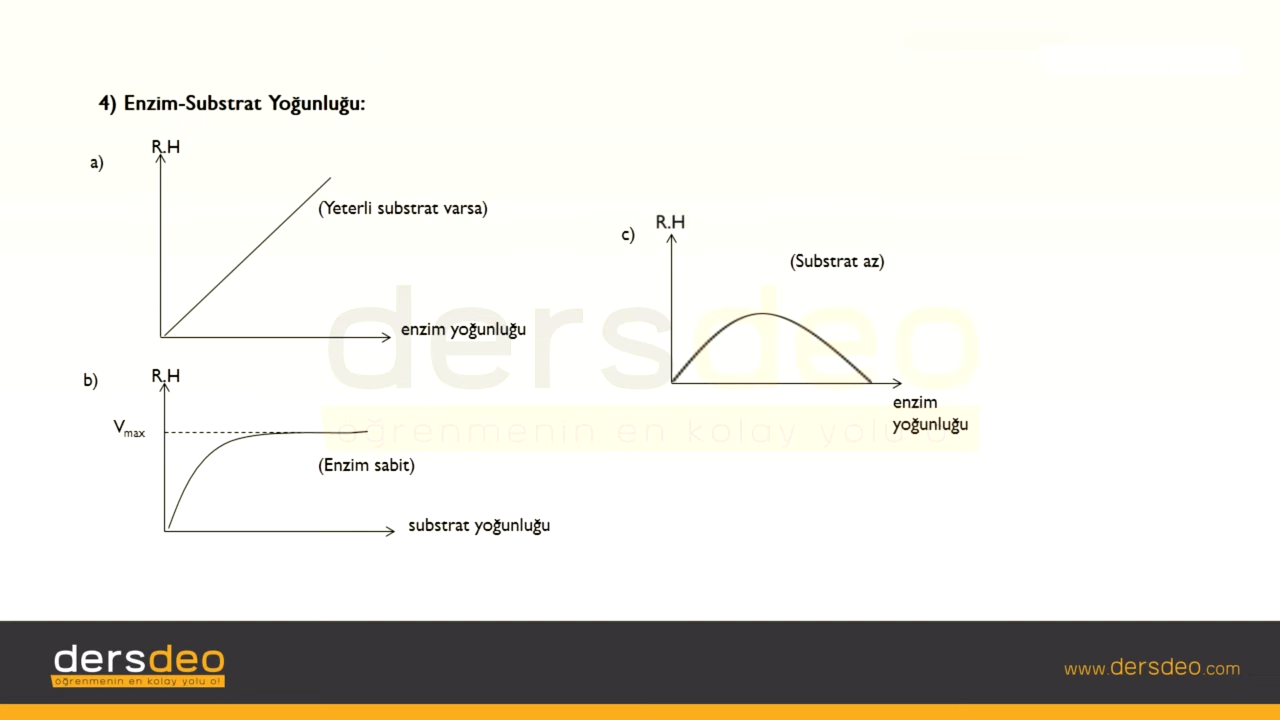 4) Enzim-Substrat Yoğunluğu:
a)
R.H
(Yeterli substrat varsa)
enzim yoğunluğu
b)
R.H
Vmax
(Enzim sabit)
substrat yoğunluğu
c)
R.H
(Substrat az)
enzim
yoğunluğu
dersdeo
öğrenmenin en kolay yolu o!
dersdeo
öğrenmenin en kolay yolu o!
www.dersdeo.com